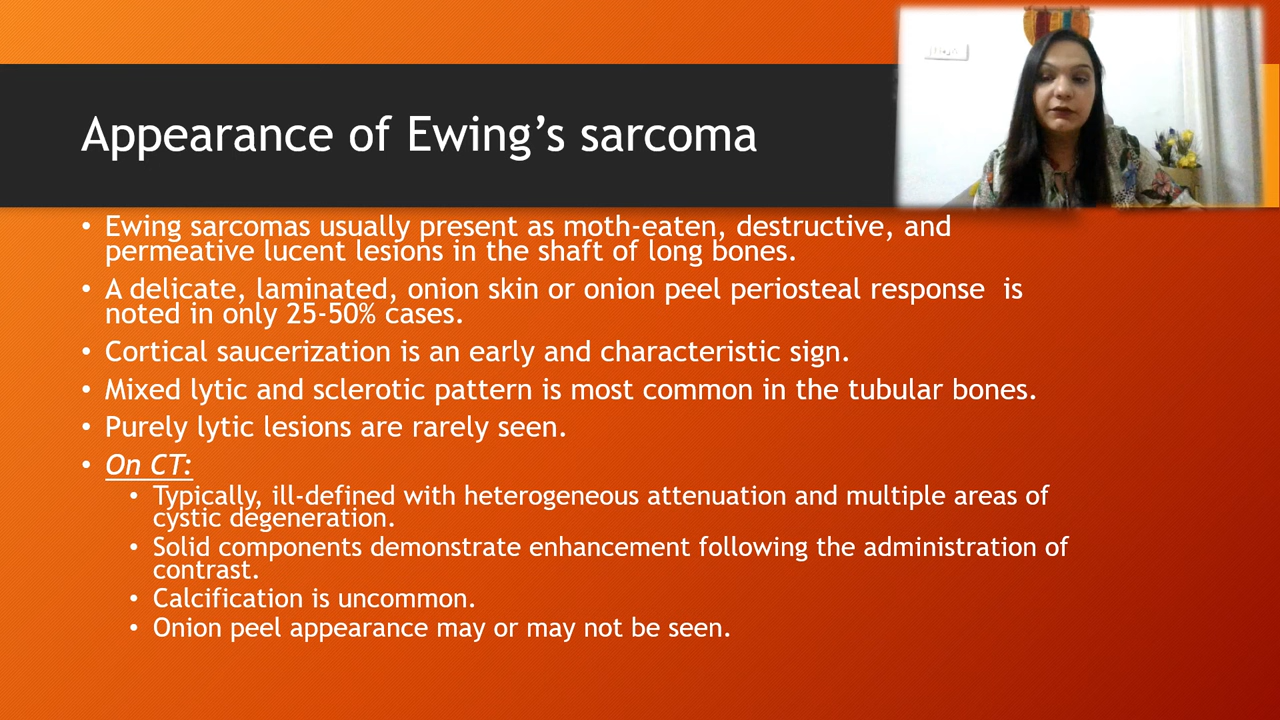 Appearance of Ewing’s sarcoma
• Ewing sarcomas usually present as moth-eaten, destructive, and
permeative lucent lesions in the shaft of long bones.
• A delicate, laminated, onion skin or onion peel periosteal response  is
noted in only 25-50% cases.
• Cortical saucerization is an early and characteristic sign.
• Mixed lytic and sclerotic pattern is most common in the tubular bones.
• Purely lytic lesions are rarely seen.
• On CT:
• Typically, ill-defined with heterogeneous attenuation and multiple areas of
cystic degeneration.
• Solid components demonstrate enhancement following the administration of
contrast.
• Calcification is uncommon.
• Onion peel appearance may or may not be seen.